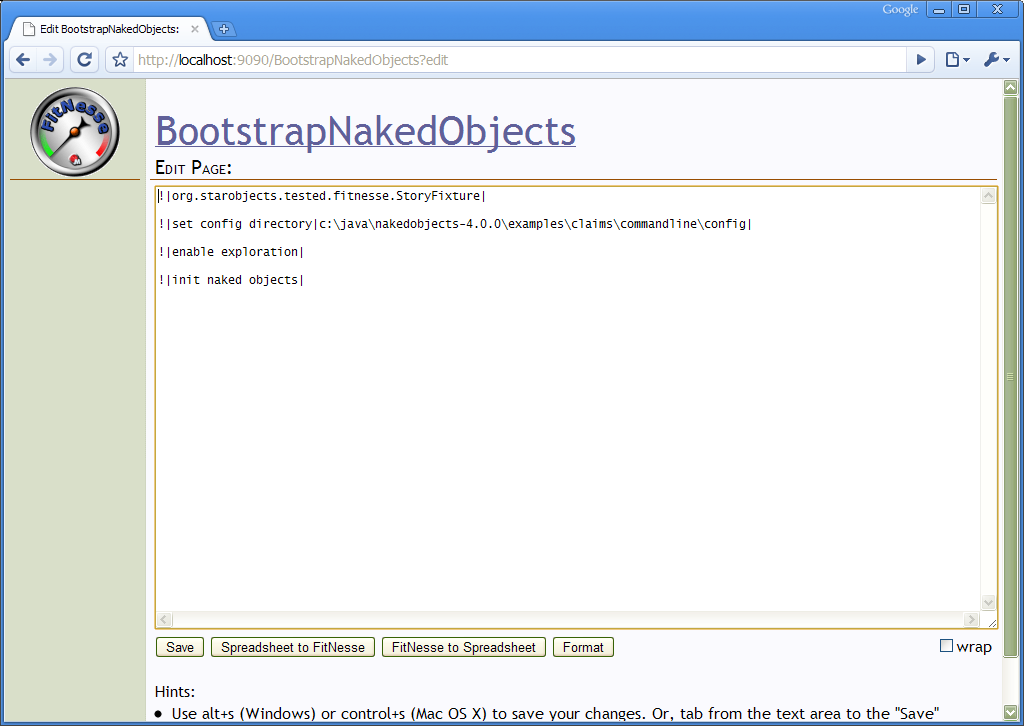 Google
Edit BootstrapNakedObjects:
http://localhost:9090/BootstrapNakedObjects?edit
FitNesse
BootstrapNakedObjects
Edit Page:
!|org.starobjects.tested.fitnesse.StoryFixture|
!|set config directory|c:\java\nakedobjects-4.0.0\examples\claims\commandline\config|
!|enable exploration|
!|init naked objects|
Save Spreadsheet to FitNesse FitNesse to Spreadsheet Format wrap
Hints:
• Use alt+s (Windows) or control+s (Mac OS X) to save your changes. Or, tab from the text area to the "Save"